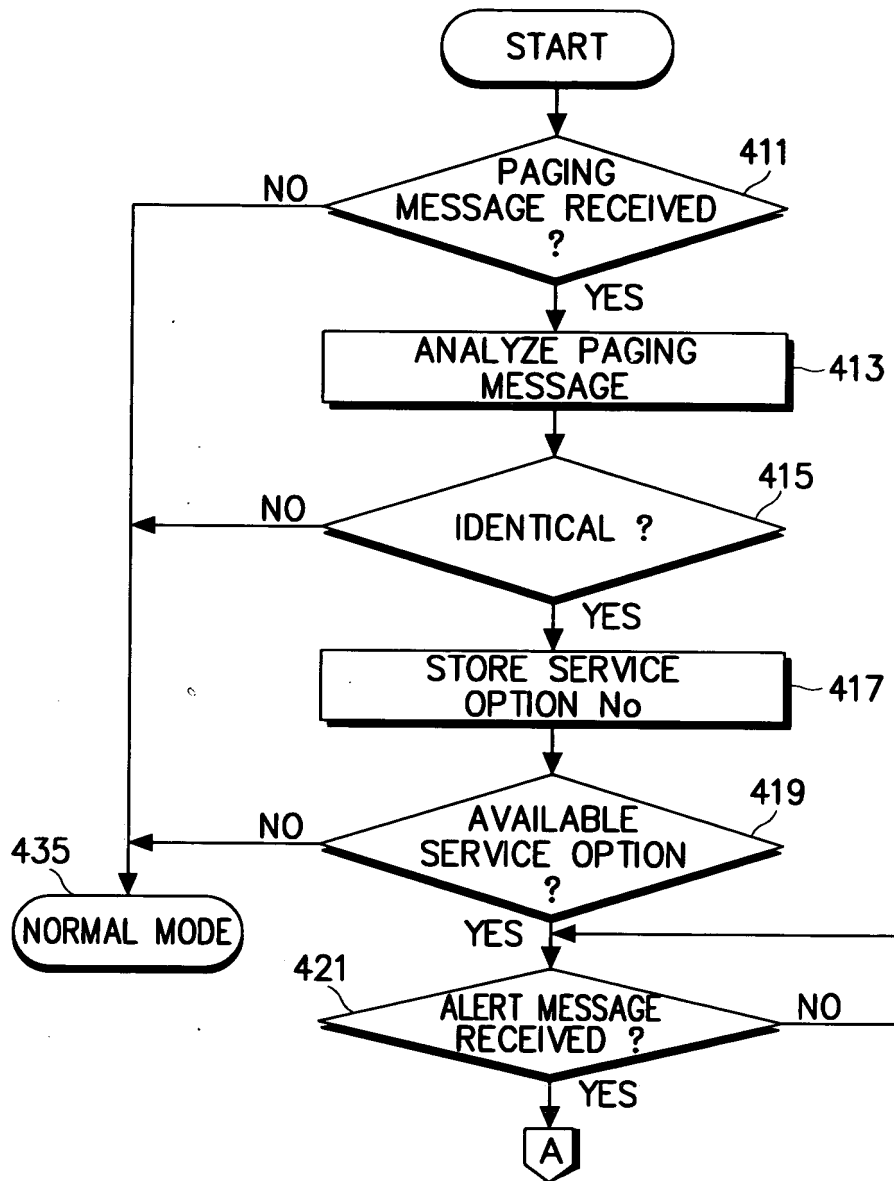 START
411
PAGING
MESSAGE RECEIVED
?
NO
YES
ANALYZE PAGING
MESSAGE
413
415
NO
IDENTICAL ?
YES
STORE SERVICE
OPTION No
417
419
NO
AVAILABLE
SERVICE OPTION
?
435
NORMAL MODE
YES
421
ALERT MESSAGE
RECEIVED ?
NO
YES
A